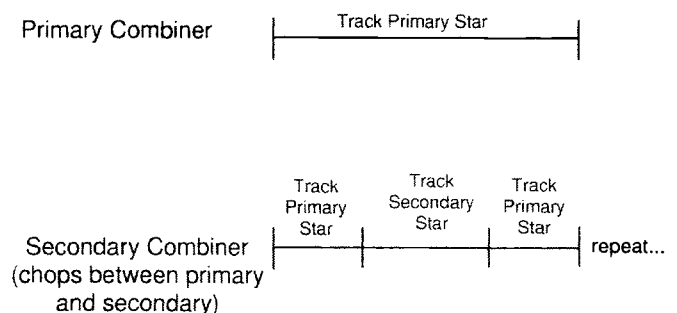 Primary Combiner
Track Primary Star
Track
Primary
Star
Track
Secondary
Star
Track
Primary
Star
Secondary Combiner
(chops between primary
and secondary)
repeat...